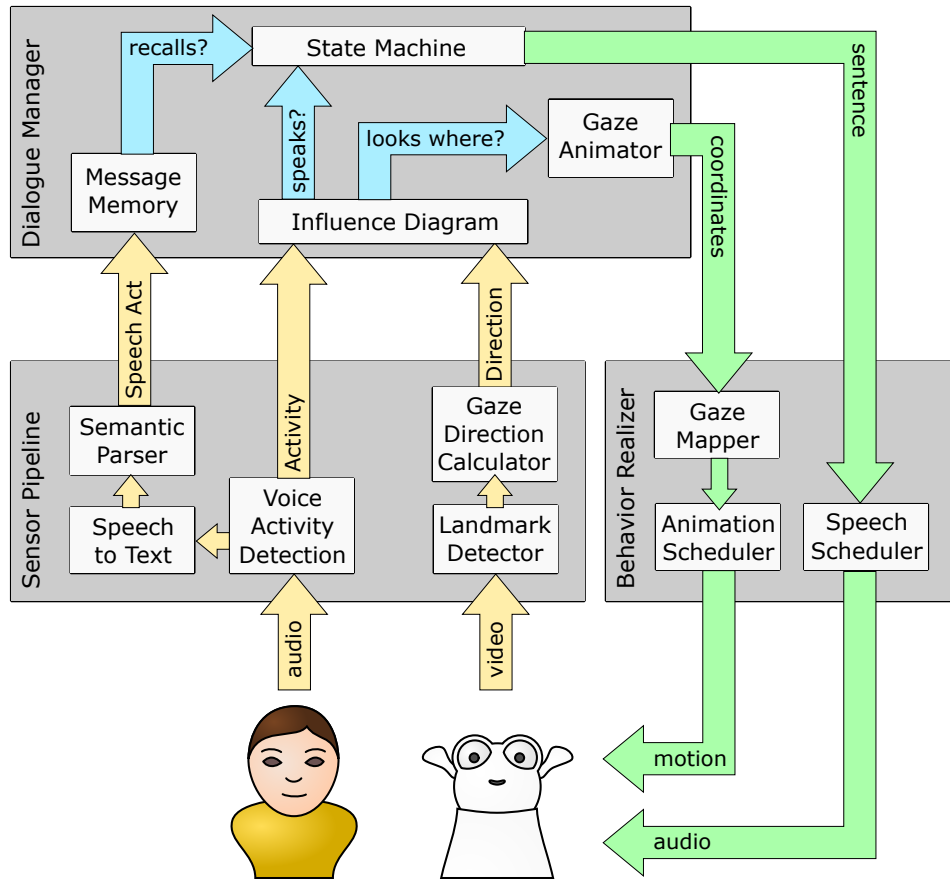 Dialogue Manager
recalls?
State Machine
sentence
speaks?
looks where?
Gaze
Animator
coordinates
Message
Memory
Influence Diagram
Speech Act
Activity
Direction
Sensor Pipeline
Semantic
Parser
Speech
to Text
Voice
Activity
Detection
Gaze
Direction
Calculator
Landmark
Detector
Behavior Realizer
Gaze
Mapper
Animation
Scheduler
Speech
Scheduler
audio
video
motion
audio